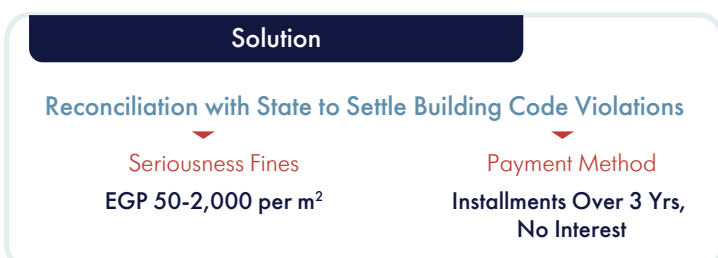 Solution
Reconciliation with State to Settle Building Code Violations
Seriousness Fines
EGP 50-2,000 per m²
Payment Method
Installments Over 3 Yrs,
No Interest